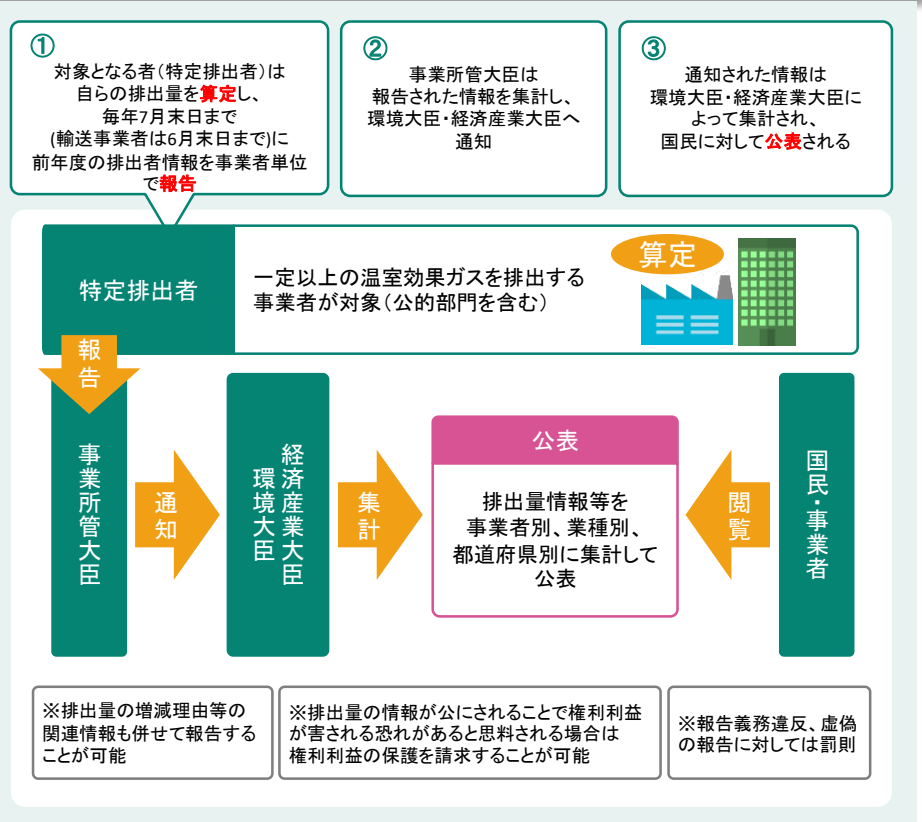 ①
対象となる者（特定排出者）は
自らの排出量を算定し、
毎年7月末日まで
(輸送事業者は6月末日まで)に
前年度の排出者情報を事業者単位
で報告
②
事業所管大臣は
報告された情報を集計し、
環境大臣・経済産業大臣へ
通知
③
通知された情報は
環境大臣・経済産業大臣に
よって集計され、
国民に対して公表される
特定排出者
一定以上の温室効果ガスを排出する
事業者が対象（公的部門を含む）
算定
報告
事業所管大臣
通知
経済産業大臣
環境大臣
集計
公表
排出量情報等を
事業者別、業種別、
都道府県別に集計して
公表
閲覧
国民・事業者
※排出量の増減理由等の
関連情報も併せて報告する
ことが可能
※排出量の情報が公にされることで権利利益
が害される恐れがあると思料される場合は
権利利益の保護を請求することが可能
※報告義務違反、虚偽
の報告に対しては罰則